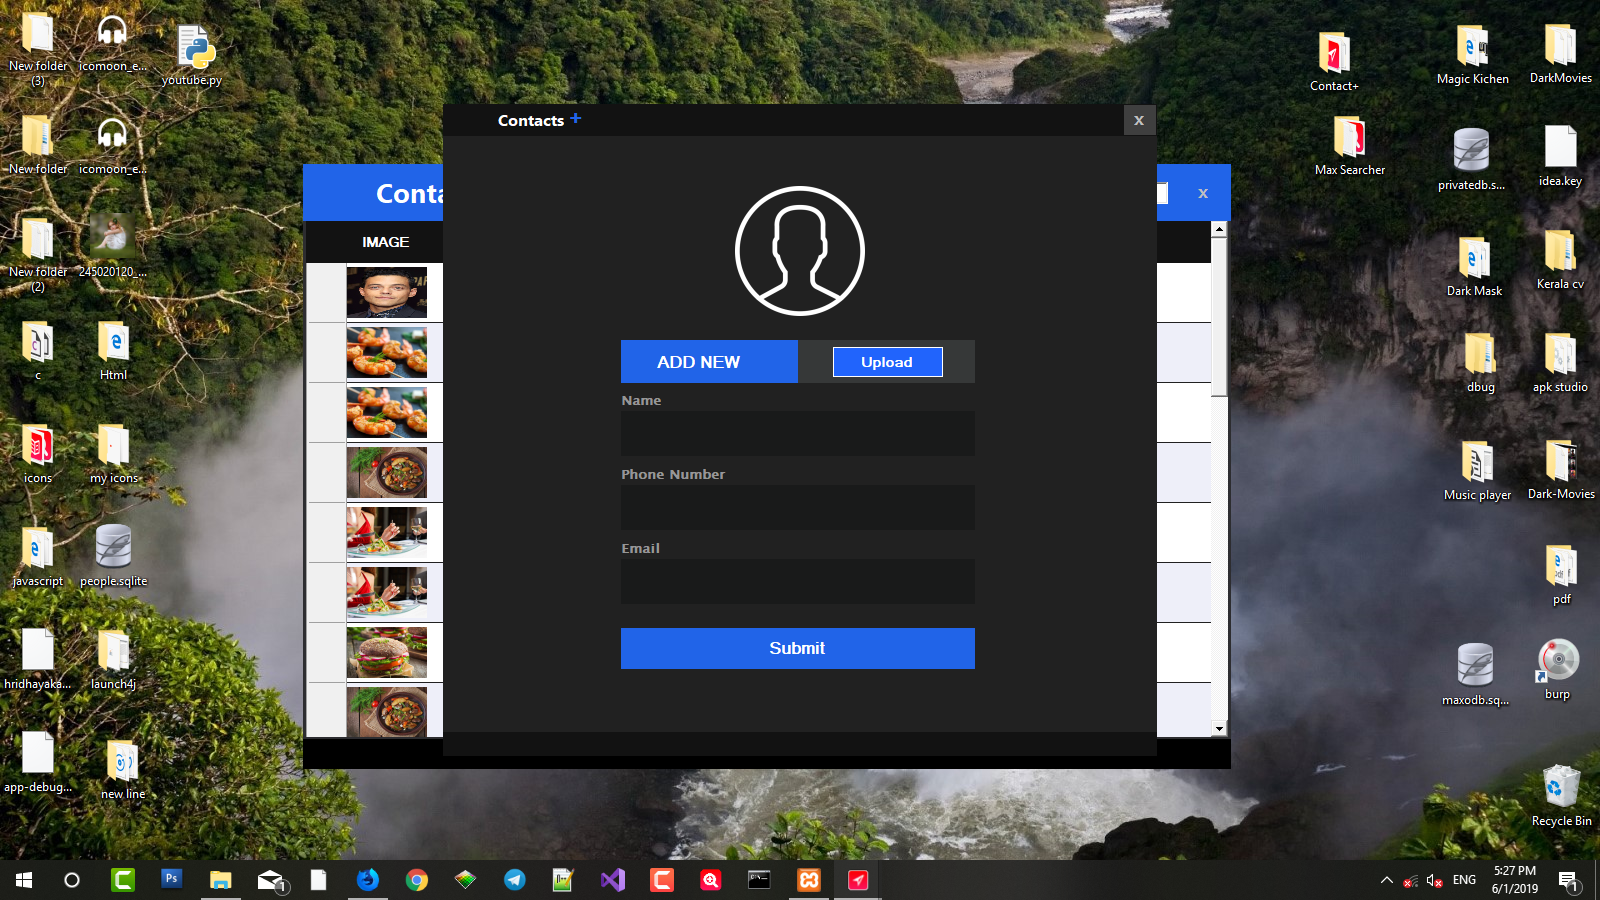 New folder
(3)
icomoon_e...
youtube.py
New folder
icomoon_e...
New folder
(2)
245020120_...
c
Html
icons
my icons
javascript
people.sqlite
hridhayaka...
launch4j
app-debug...
new line
Contacts +
x
Conta
x
IMAGE
ADD NEW
Upload
Name
Phone Number
Email
Submit
Contact+
Magic Kichen
DarkMovies
Max Searcher
privatedb.s...
idea.key
Dark Mask
Kerala cv
dbug
apk studio
Music player
Dark-Movies
pdf
maxodb.sq...
burp
Recycle Bin
Ps
1
ENG
5:27 PM
6/1/2019
1